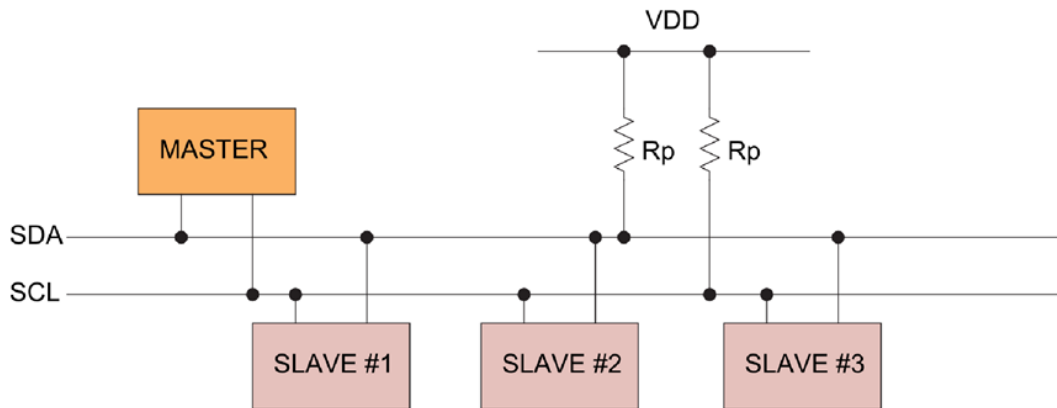 VDD
MASTER
Rp
Rp
SDA
SCL
SLAVE #1
SLAVE #2
SLAVE #3